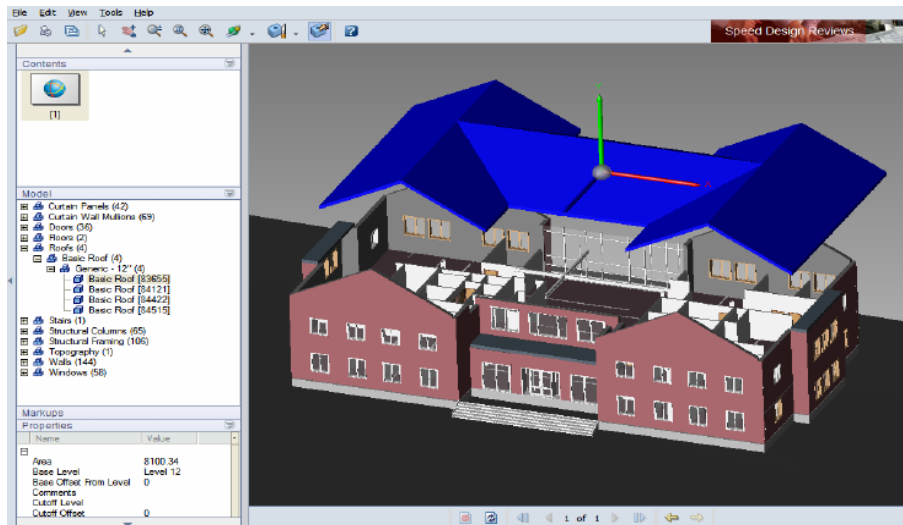 File Edit View Tools Help
Speed Design Reviews
Contents
[1]
Model
Curtain Panels (42)
Curtain Wall Mullions (69)
Doors (36)
Floors (2)
Roofs (4)
Basic Roof (4)
Generic - 12" (4)
Basic Roof [83655]
Basic Roof [84121]
Basic Roof [84422]
Basic Roof [84515]
Stairs (1)
Structural Columns (65)
Structural Framing (106)
Topography (1)
Walls (144)
Windows (58)
Markups
Properties
Name Value
Area 8100.34
Base Level Level 12
Base Offset From Level 0
Comments
Cutoff Level
Cutoff Offset 0
X
1 of 1